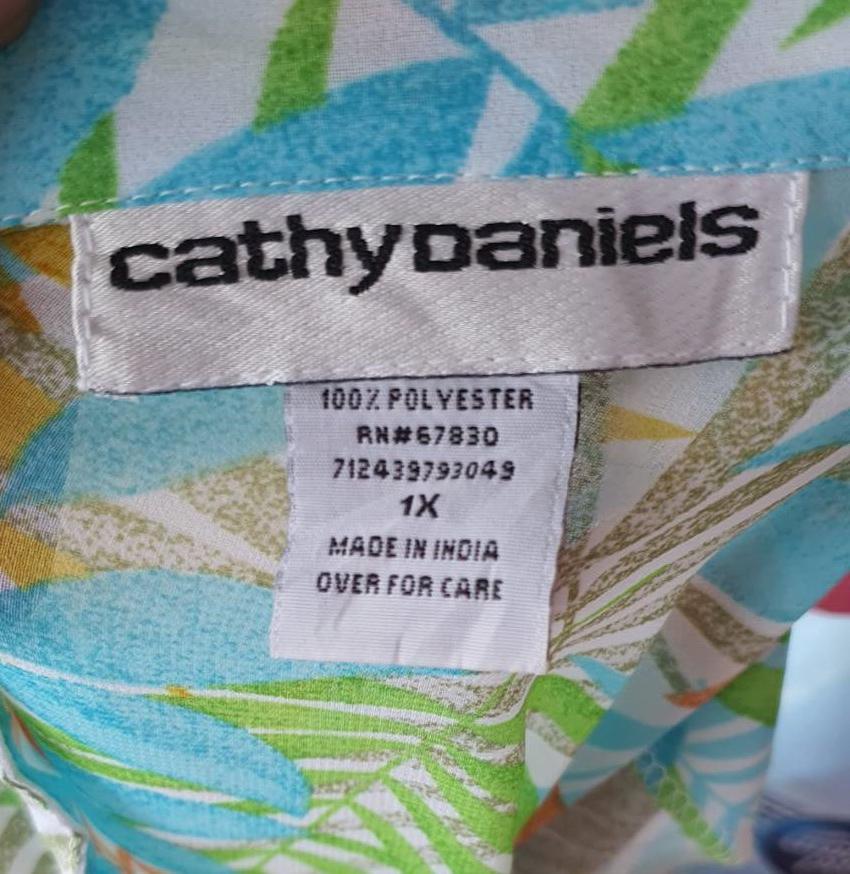 cathy daniels
100% POLYESTER
RN#67830
712439793049
1X
MADE IN INDIA
OVER FOR CARE